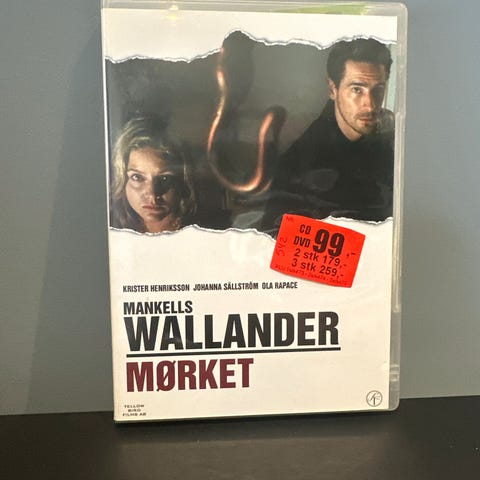 CD
DVD 99,-
2 stk 179,-
3 stk 259,-
KRISTER HENRIKSSON JOHANNA SÄLLSTRÖM OLA RAPACE
MANKELLS
WALLANDER
MØRKET
YELLOW
BIRD
FILMS AB
SF